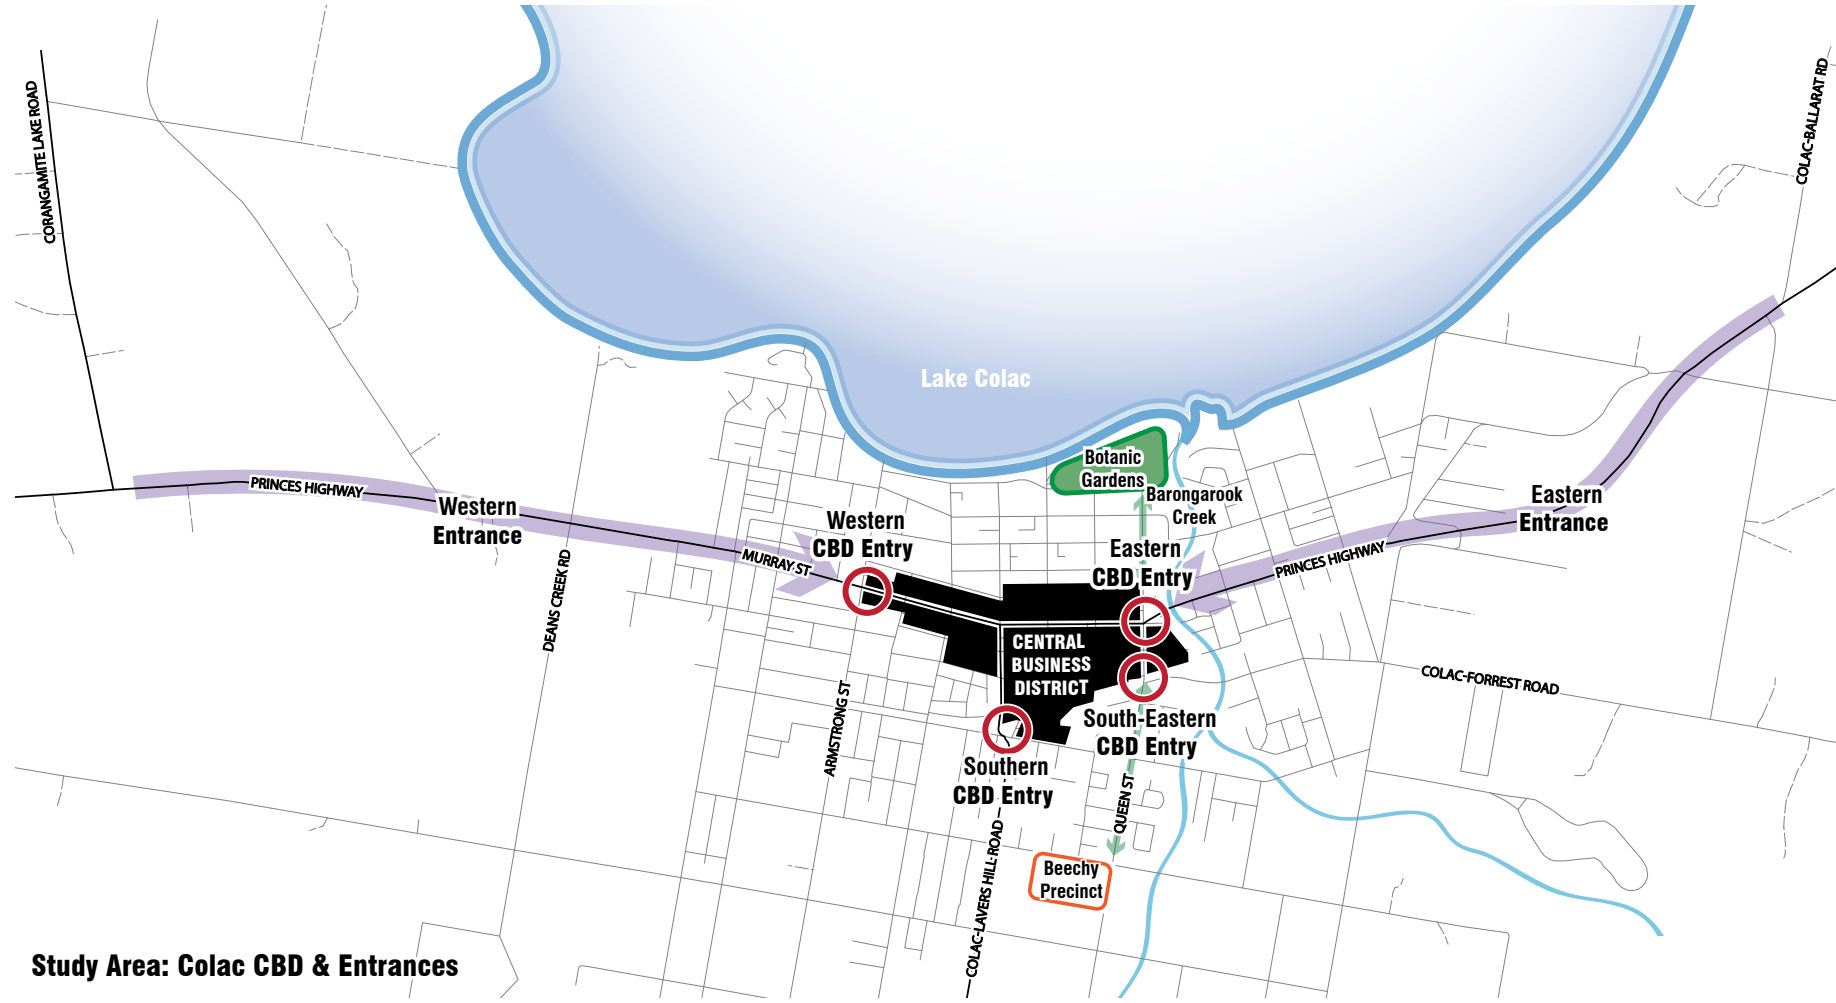 CORANGAMITE LAKE ROAD
COLAC-BALLARAT RD
Lake Colac
Botanic
Gardens
Barongarook
Creek
PRINCES HIGHWAY
Western
Entrance
Western
CBD Entry
MURRAY ST
Eastern
CBD Entry
PRINCES HIGHWAY
Eastern
Entrance
DEANS CREEK RD
CENTRAL
BUSINESS
DISTRICT
COLAC-FORREST ROAD
ARMSTRONG ST
South-Eastern
CBD Entry
Southern
CBD Entry
QUEEN ST
COLAC-LAVERS HILL ROAD
Beechy
Precinct
Study Area: Colac CBD & Entrances